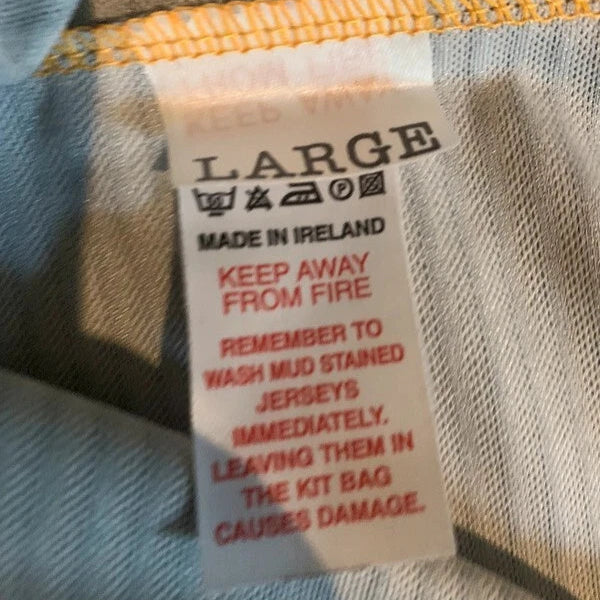 LARGE
MADE IN IRELAND
KEEP AWAY
FROM FIRE
REMEMBER TO
WASH MUD STAINED
JERSEYS
IMMEDIATELY.
LEAVING THEM IN
THE KIT BAG
CAUSES DAMAGE.